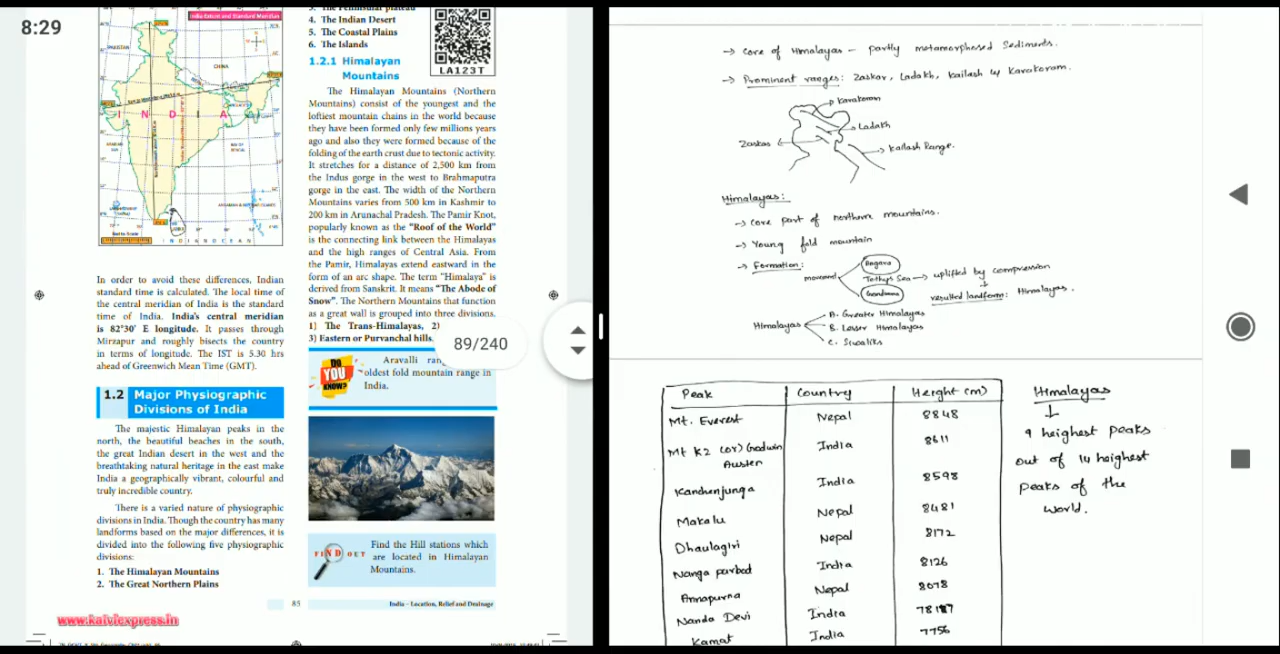 8:29
India Extent and Standard Meridian
PAKISTAN
CHINA
I N D I A
BAY OF BENGAL
ARABIAN SEA
INDIAN OCEAN
In order to avoid these differences, Indian
standard time is calculated. The local time of
the central meridian of India is the standard
time of India. India's central meridian
is 82°30' E longitude. It passes through
Mirzapur and roughly bisects the country
in terms of longitude. The IST is 5.30 hrs
ahead of Greenwich Mean Time (GMT).
1.2 Major Physiographic
Divisions of India
The majestic Himalayan peaks in the
north, the beautiful beaches in the south,
the great Indian desert in the west and the
breathtaking natural heritage in the east make
India a geographically vibrant, colourful and
truly incredible country.
There is a varied nature of physiographic
divisions in India. Though the country has many
landforms based on the major differences, it is
divided into the following five physiographic
divisions:
1. The Himalayan Mountains
2. The Great Northern Plains
3. The Peninsular plateau
4. The Indian Desert
5. The Coastal Plains
6. The Islands
LA123T
1.2.1 Himalayan
Mountains
The Himalayan Mountains (Northern
Mountains) consist of the youngest and the
loftiest mountain chains in the world because
they have been formed only few millions years
ago and also they were formed because of the
folding of the earth crust due to tectonic activity.
It stretches for a distance of 2,500 km from
the Indus gorge in the west to Brahmaputra
gorge in the east. The width of the Northern
Mountains varies from 500 km in Kashmir to
200 km in Arunachal Pradesh. The Pamir Knot,
popularly known as the "Roof of the World"
is the connecting link between the Himalayas
and the high ranges of Central Asia. From
the Pamir, Himalayas extend eastward in the
form of an arc shape. The term "Himalaya" is
derived from Sanskrit. It means "The Abode of
Snow". The Northern Mountains that function
as a great wall is grouped into three divisions.
1) The Trans-Himalayas, 2)
3) Eastern or Purvanchal hills.
89/240
DO YOU KNOW?
Aravalli ran
oldest fold mountain range in
India.
FIND OUT
Find the Hill stations which
are located in Himalayan
Mountains.
85
India – Location, Relief and Drainage
www.kalviexpress.in
→ Core of Himalayas - partly metamorphosed Sediments.
→ Prominent ranges: Zaskar, Ladakh, Kailash & Karakoram.
Karakoram
Ladakh
Zaskar
Kailash Range.
Himalayas:
→ Core part of northern mountains.
→ Young fold mountain
→ Formation:
movement
Angara
Tethys Sea → uplifted by compression
Gondwana
resulted landform: Himalayas.
Himalayas
A. Greater Himalayas
B. Lesser Himalayas
C. Siwaliks
Peak Country Height (m)
Mt. Everest Nepal 8848
Mt K2 (or) Godwin Austen India 8611
Kanchenjunga India 8598
Makalu Nepal 8481
Dhaulagiri Nepal 8172
Nanga parbat India 8126
Annapurna Nepal 8078
Nanda Devi India
Kamat India 7756
Himalayas
↓
9 heighest peaks
out of 14 heighest
peaks of the
world.